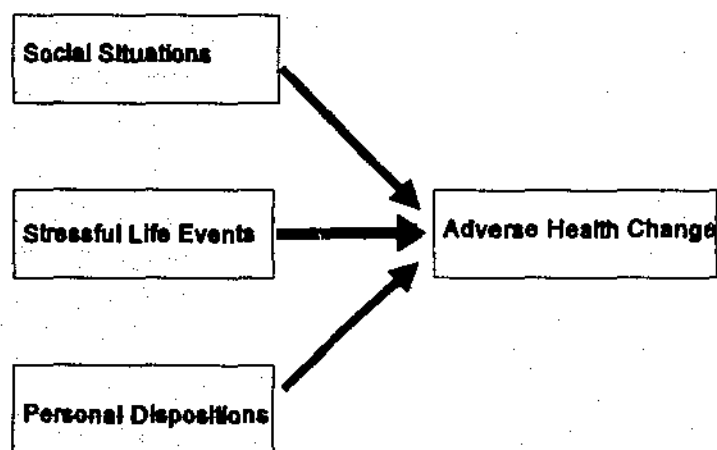 Social Situations
Stressful Life Events
Adverse Health Change
Personal Dispositions